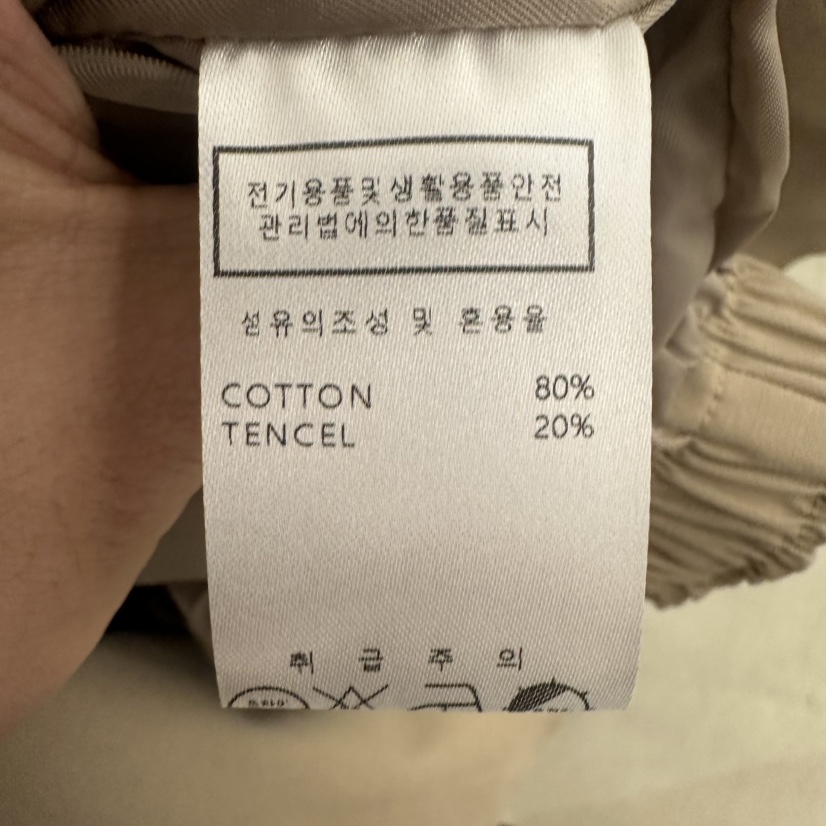 전기용품및생활용품안전
관리법에의한품질표시
섬유의조성 및 혼용율
COTTON 80%
TENCEL 20%
취 급 주 의